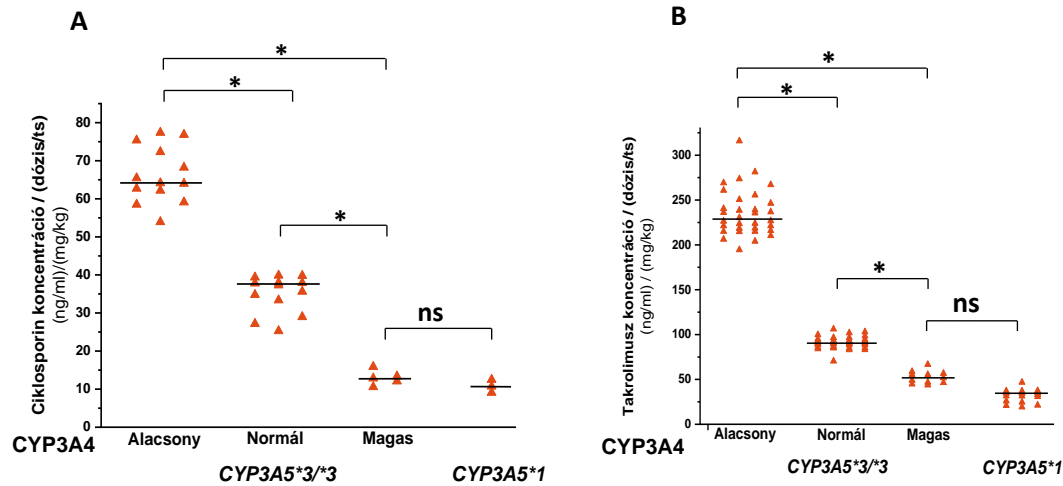 A
*
*
*
ns
Ciklosporin koncentráció / (dózis/ts)
(ng/ml)/(mg/kg)
80
70
60
50
40
30
20
10
0
CYP3A4
Alacsony Normál Magas
CYP3A5*3/*3 CYP3A5*1
B
*
*
*
ns
Takrolimusz koncentráció / (dózis/ts)
(ng/ml) / (mg/kg)
300
250
200
150
100
50
0
CYP3A4
Alacsony Normál Magas
CYP3A5*3/*3 CYP3A5*1